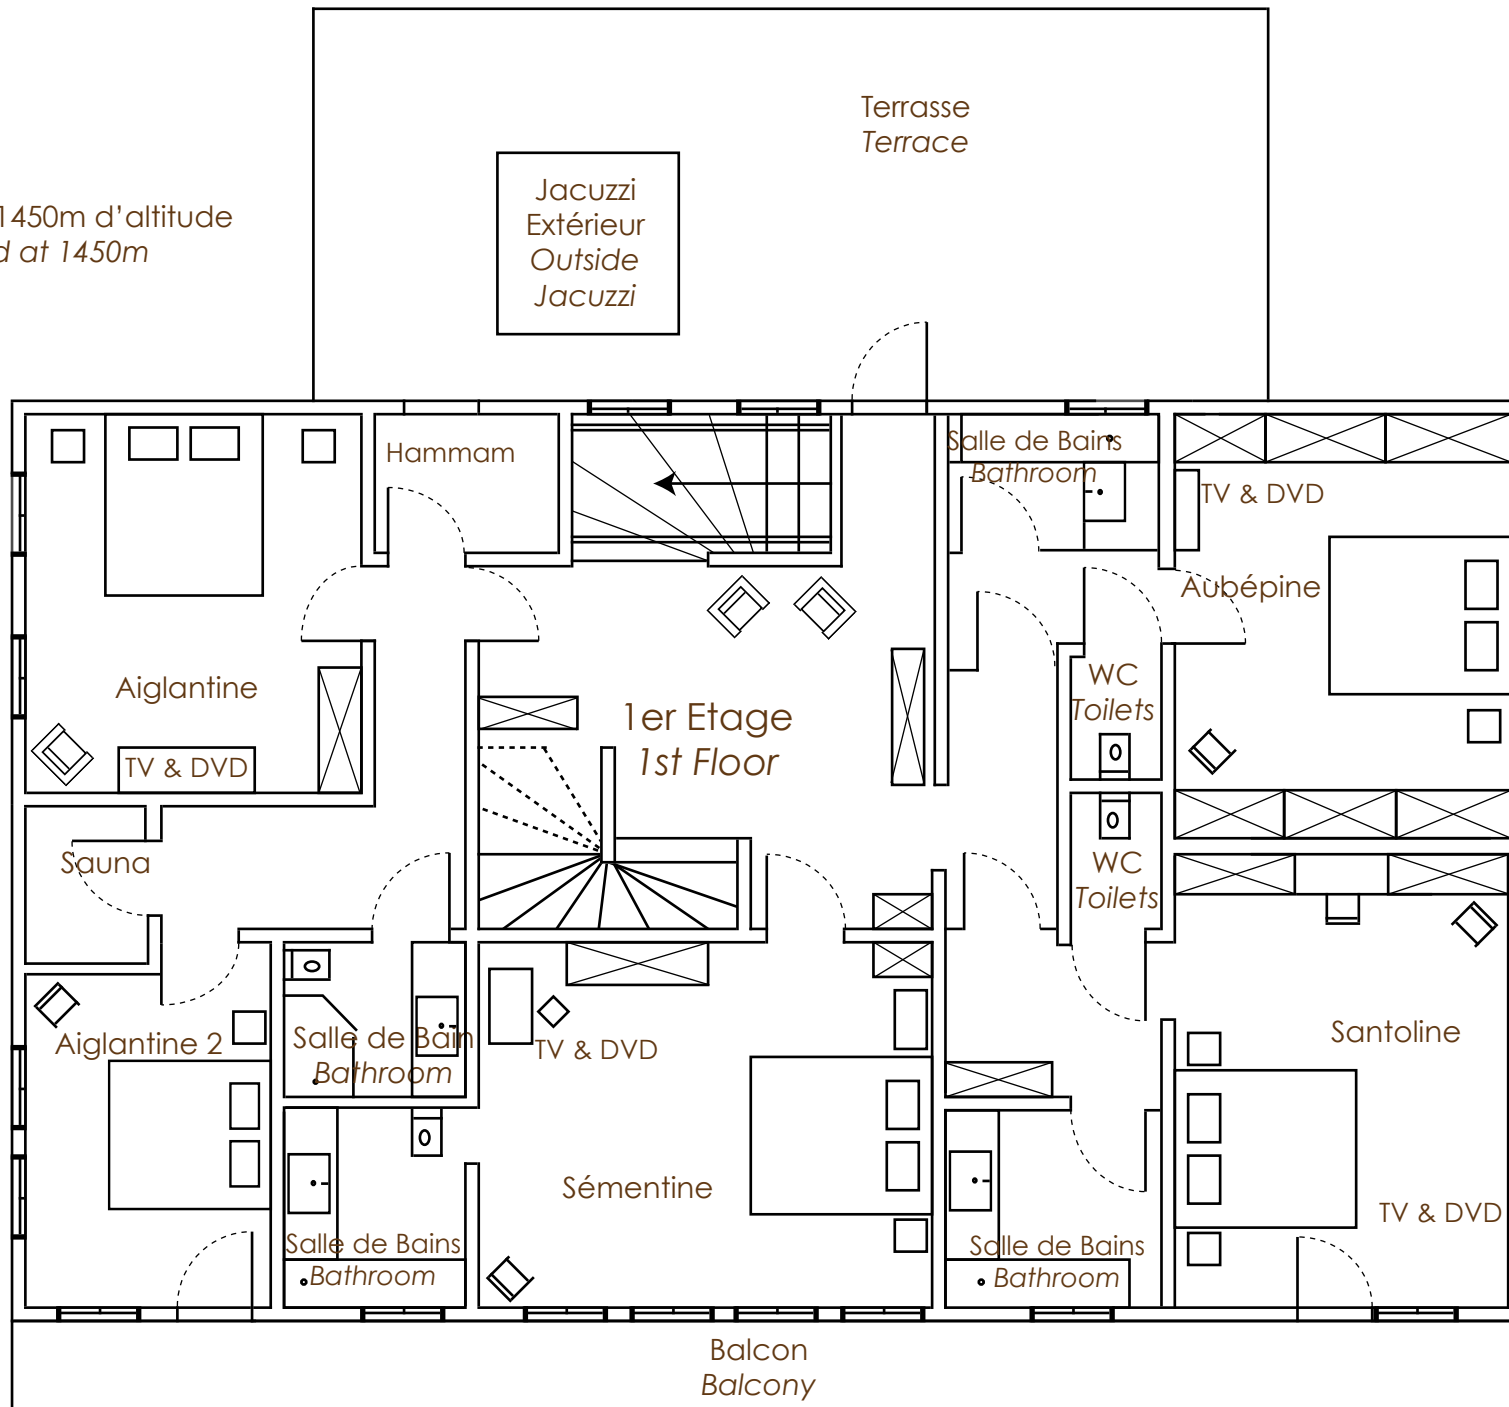 Terrasse
Terrace
Jacuzzi
Extérieur
Outside
Jacuzzi
1450m d'altitude
d at 1450m
Hammam
Salle de Bains
Bathroom
TV & DVD
Aubépine
Aiglantine
WC
Toilets
1er Etage
1st Floor
TV & DVD
Sauna
WC
Toilets
Aiglantine 2
Salle de Bain
Bathroom
TV & DVD
Santoline
Sémentine
TV & DVD
Salle de Bains
Bathroom
Salle de Bains
Bathroom
Balcon
Balcony